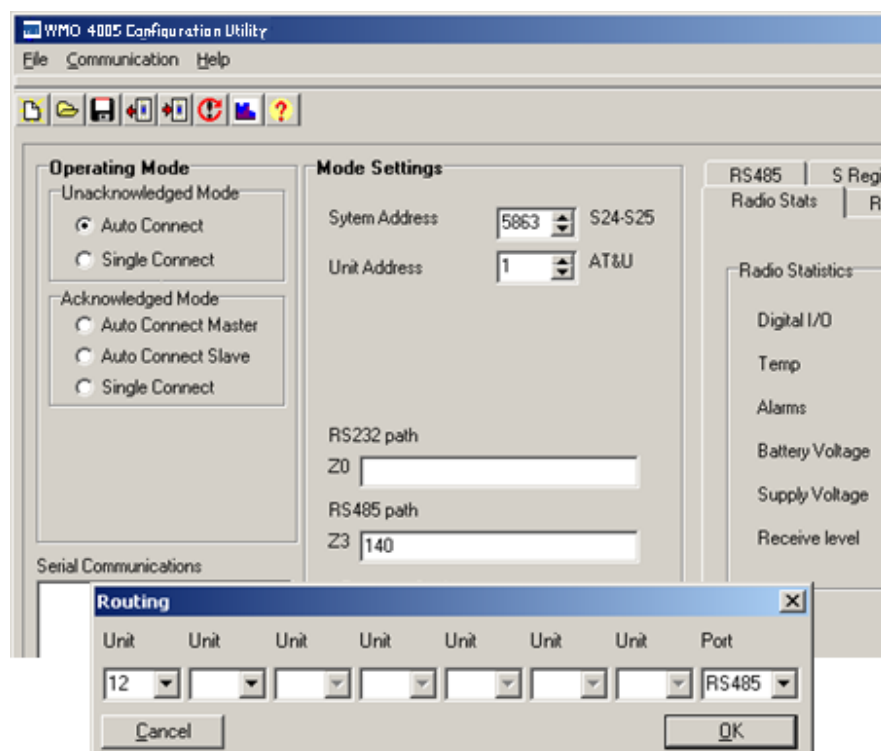 WMO 4005 Configuration Utility
File Communication Help
Operating Mode
Unacknowledged Mode
Auto Connect
Single Connect
Acknowledged Mode
Auto Connect Master
Auto Connect Slave
Single Connect
Mode Settings
Sytem Address 5863 S24-S25
Unit Address 1 AT&U
RS232 path
Z0
RS485 path
Z3 140
RS485 S Regi
Radio Stats R
Radio Statistics
Digital I/O
Temp
Alarms
Battery Voltage
Supply Voltage
Receive level
Serial Communications
Routing
Unit Unit Unit Unit Unit Unit Unit Port
12 RS485
Cancel OK